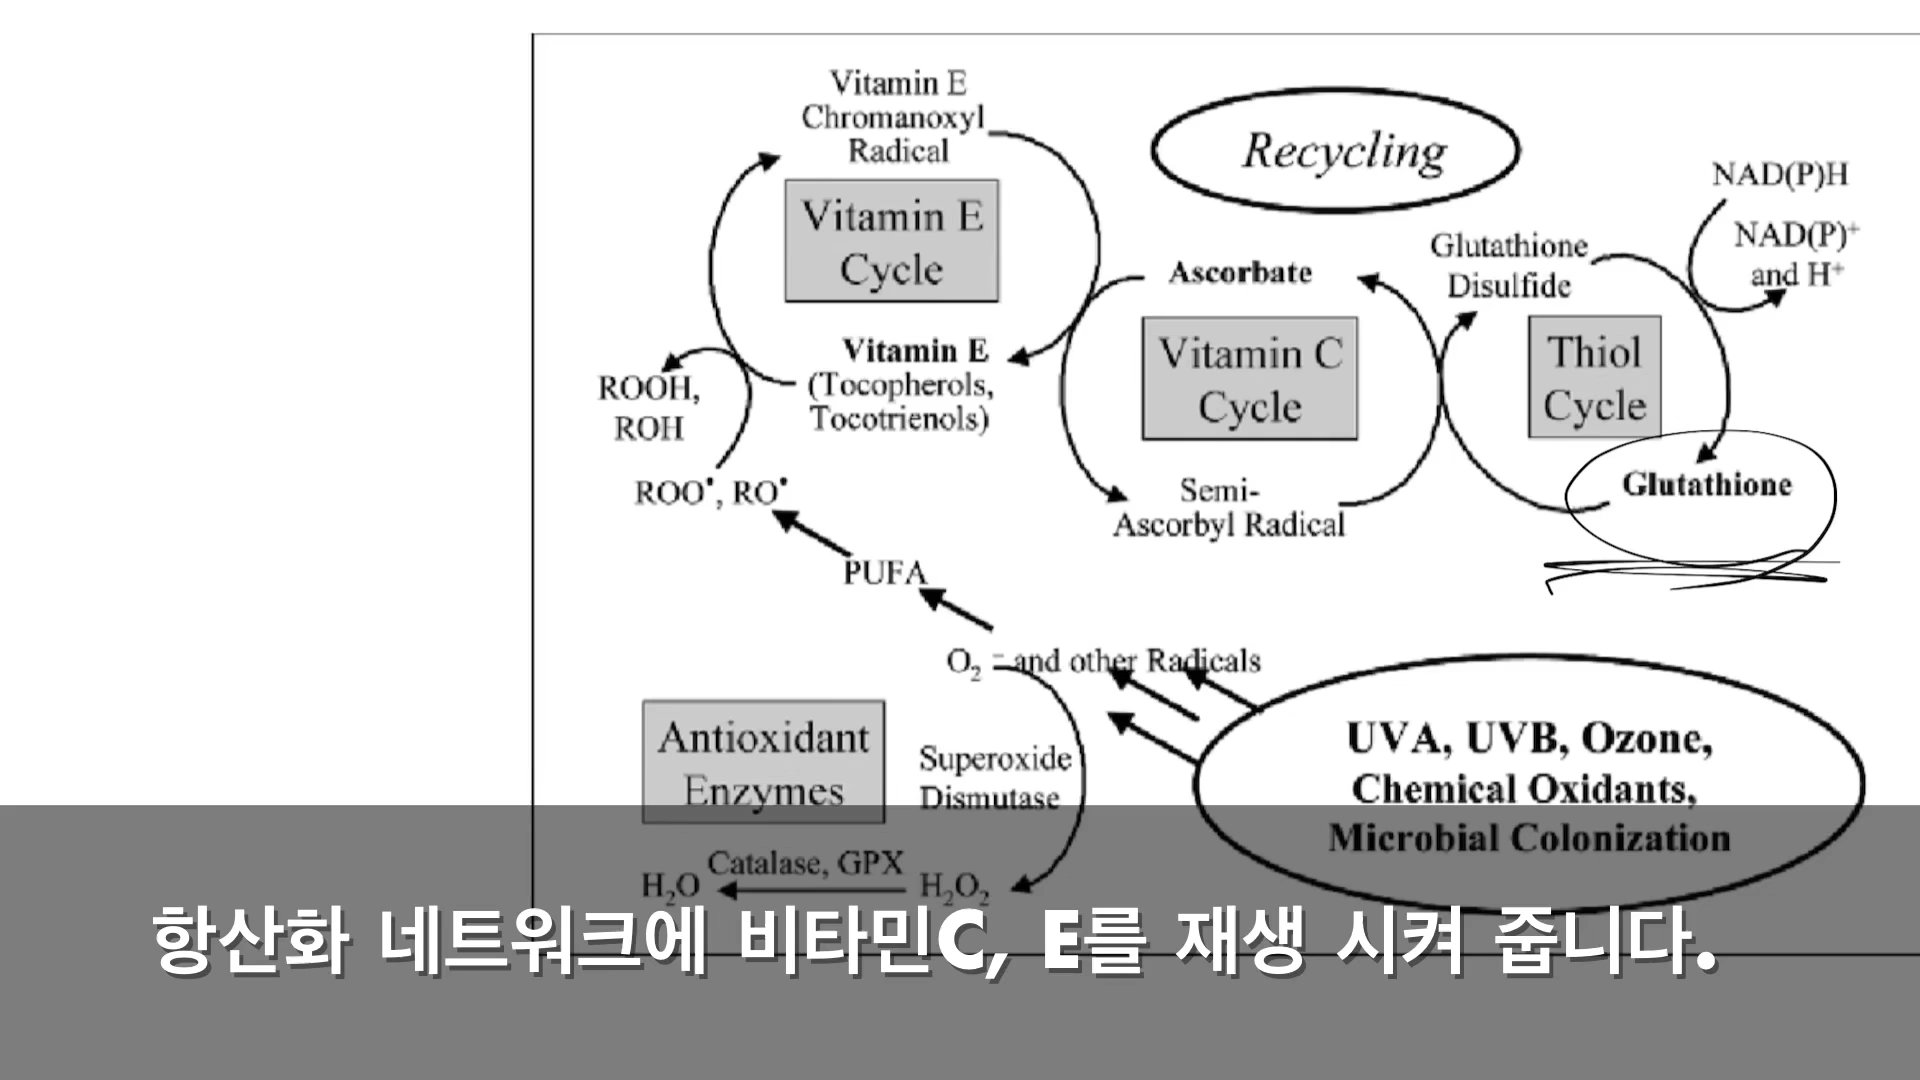 Vitamin E
Chromanoxyl
Radical
Vitamin E
Cycle
Recycling
NAD(P)H
NAD(P)⁺
and H⁺
Glutathione
Disulfide
Ascorbate
Vitamin E
(Tocopherols,
Tocotrienols)
Vitamin C
Cycle
Thiol
Cycle
ROOH,
ROH
ROO•, RO•
Semi-
Ascorbyl Radical
Glutathione
PUFA
O₂⁻ and other Radicals
UVA, UVB, Ozone,
Chemical Oxidants,
Microbial Colonization
Antioxidant
Enzymes
Superoxide
Dismutase
Catalase, GPX
H₂O
H₂O₂
항산화 네트워크에 비타민C, E를 재생 시켜 줍니다.